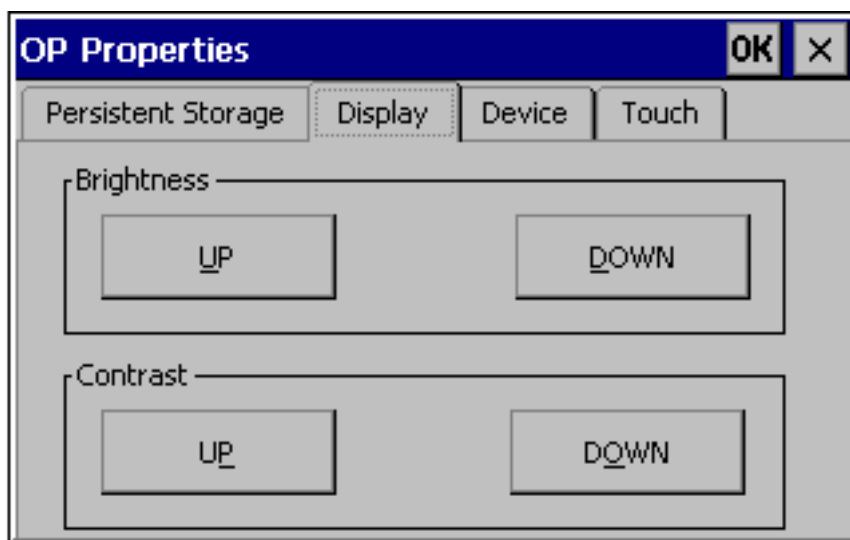 OP Properties OK ×
Persistent Storage Display Device Touch
Brightness
UP DOWN
Contrast
UP DOWN